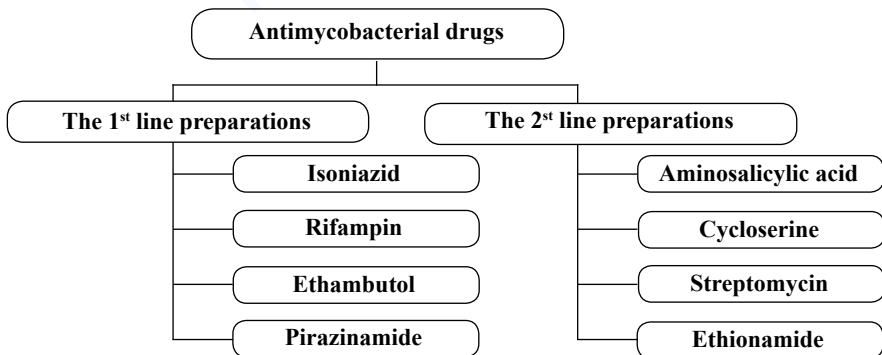 Antimycobacterial drugs
The 1st line preparations
Isoniazid
Rifampin
Ethambutol
Pirazinamide
The 2nd line preparations
Aminosalicylic acid
Cycloserine
Streptomycin
Ethionamide